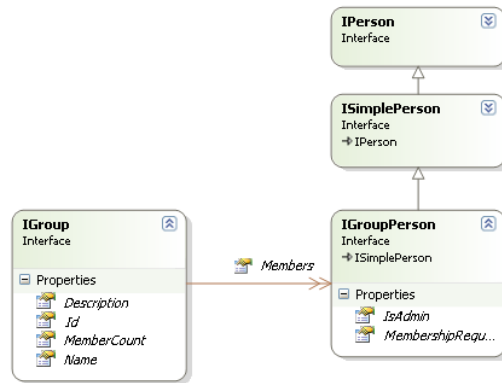 IPerson
Interface
ISimplePerson
Interface
IPerson
IGroup
Interface
Properties
Description
Id
MemberCount
Name
Members
IGroupPerson
Interface
ISimplePerson
Properties
IsAdmin
MembershipRequ...